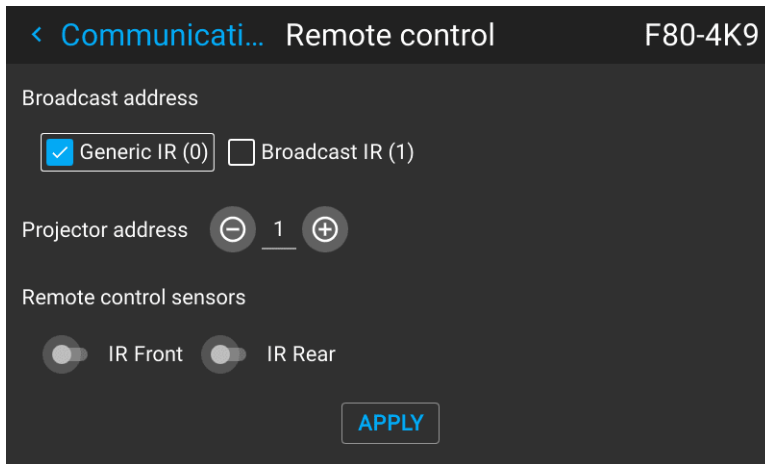 Communicati... Remote control F80-4K9
Broadcast address
Generic IR (0) Broadcast IR (1)
Projector address 1
Remote control sensors
IR Front IR Rear
APPLY